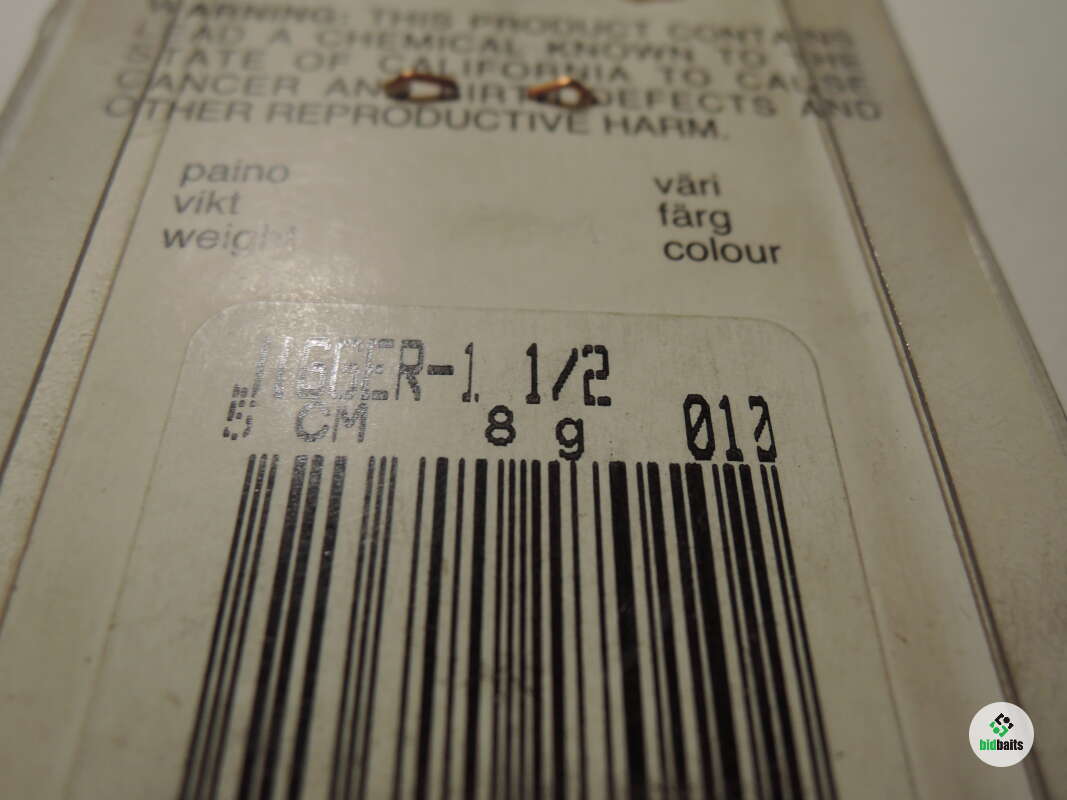 WARNING: THIS PRODUCT CONTAINS
LEAD A CHEMICAL KNOWN TO THE
STATE OF CALIFORNIA TO CAUSE
CANCER AND BIRTH DEFECTS AND
OTHER REPRODUCTIVE HARM.
paino
vikt
weight
väri
färg
colour
JIGGER-1 1/2
5 CM 8 g 010
bidbaits